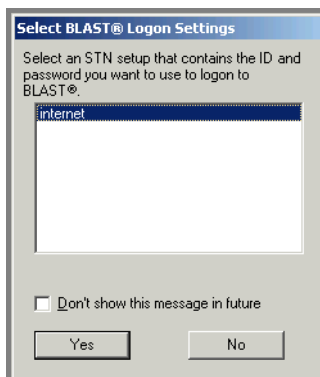 Select BLAST® Logon Settings
Select an STN setup that contains the ID and
password you want to use to logon to
BLAST®.
internet
Don't show this message in future
Yes No